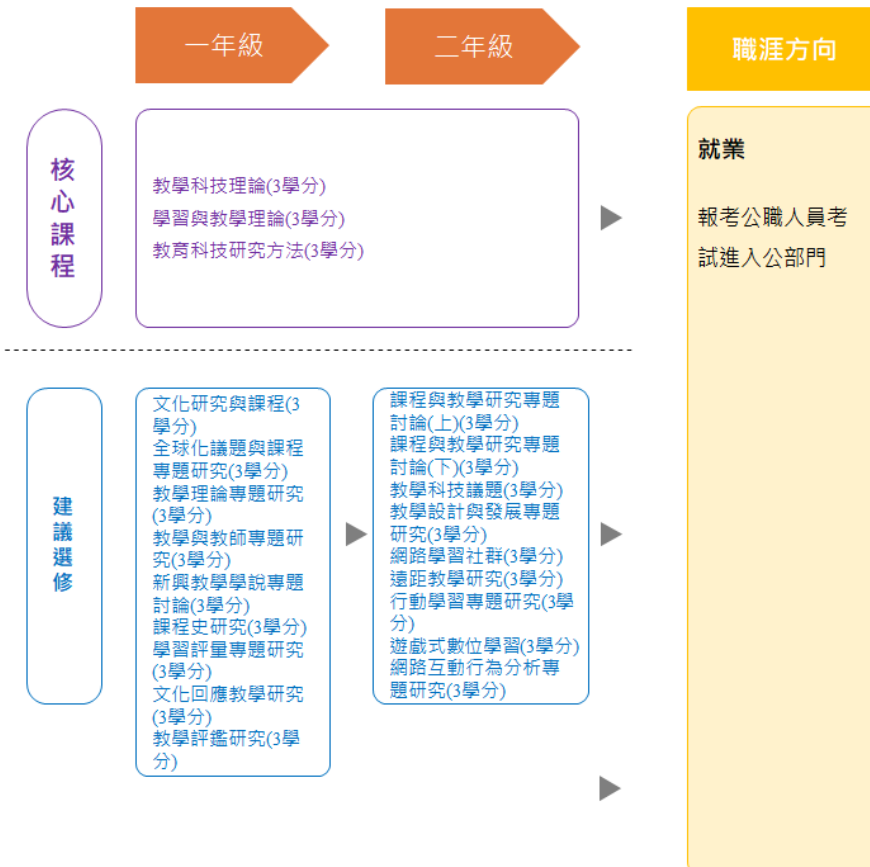 一年級
二年級
職涯方向
核
心
課
程
教學科技理論(3學分)
學習與教學理論(3學分)
教育科技研究方法(3學分)
就業
報考公職人員考
試進入公部門
建
議
選
修
文化研究與課程(3
學分)
全球化議題與課程
專題研究(3學分)
教學理論專題研究
(3學分)
教學與教師專題研
究(3學分)
新興教學學說專題
討論(3學分)
課程史研究(3學分)
學習評量專題研究
(3學分)
文化回應教學研究
(3學分)
教學評鑑研究(3學
分)
課程與教學研究專題
討論(上)(3學分)
課程與教學研究專題
討論(下)(3學分)
教學科技議題(3學分)
教學設計與發展專題
研究(3學分)
網路學習社群(3學分)
遠距教學研究(3學分)
行動學習專題研究(3學
分)
遊戲式數位學習(3學分)
網路互動行為分析專
題研究(3學分)